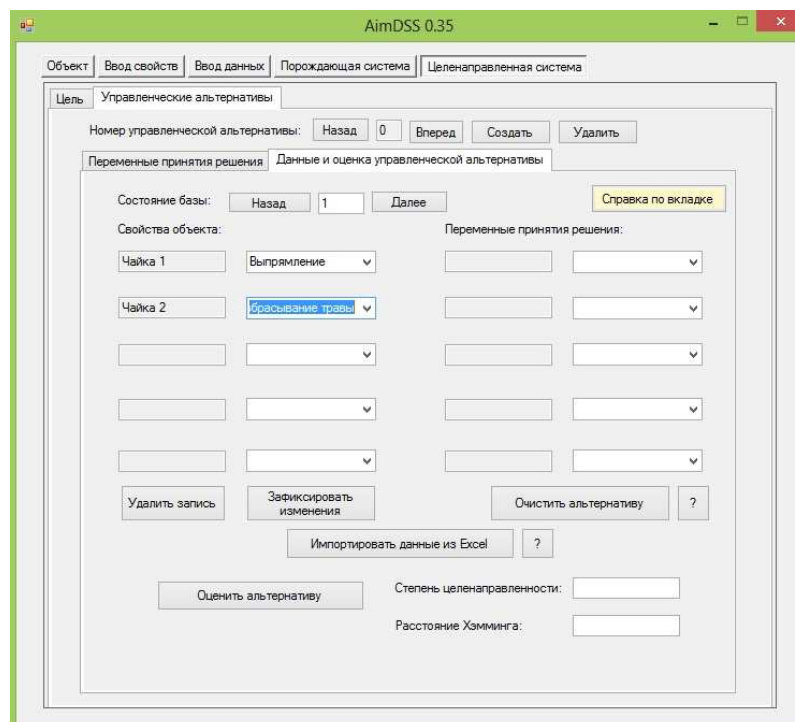 AimDSS 0.35
Объект Ввод свойств Ввод данных Порождающая система Целенаправленная система
Цель Управленческие альтернативы
Номер управленческой альтернативы: Назад 0 Вперед Создать Удалить
Переменные принятия решения Данные и оценка управленческой альтернативы
Состояние базы: Назад 1 Далее Справка по вкладке
Свойства объекта: Переменные принятия решения:
Чайка 1 Выпрямление
Чайка 2 брасывание травы
Удалить запись Зафиксировать изменения Очистить альтернативу ?
Импортировать данные из Excel ?
Оценить альтернативу Степень целенаправленности:
Расстояние Хэмминга: